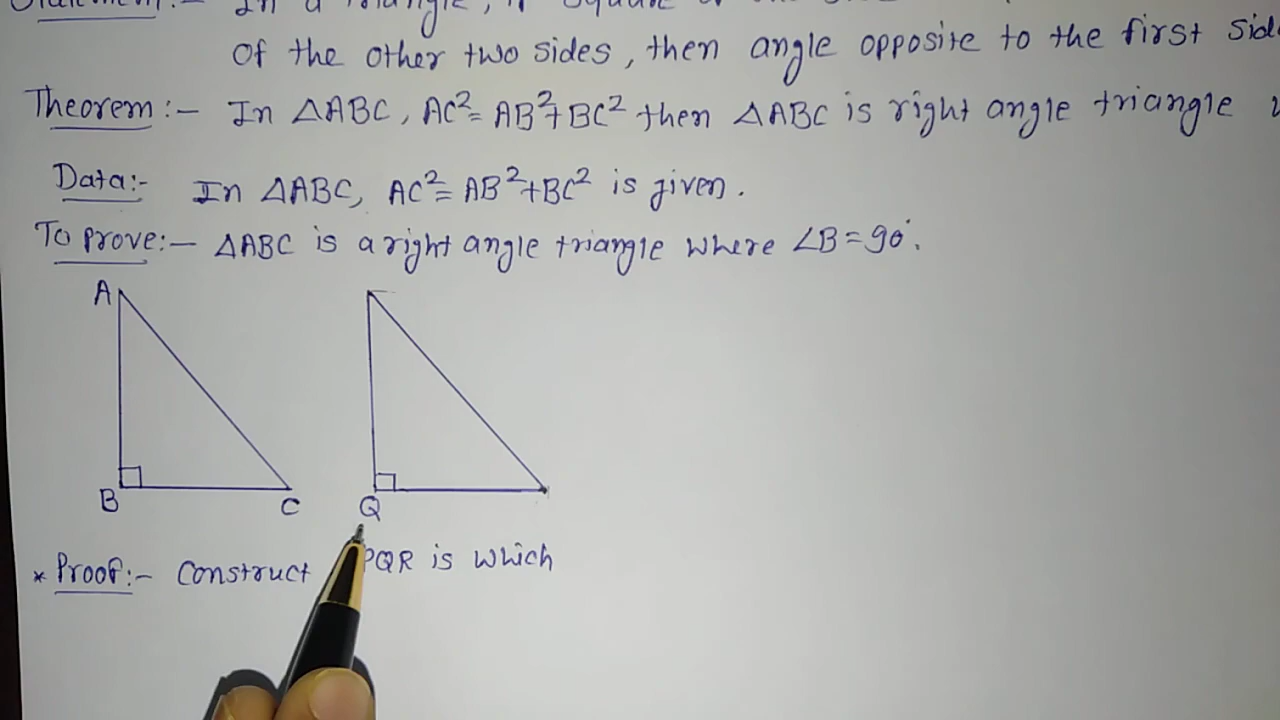 of the other two sides, then angle opposite to the first
Theorem:- In △ABC, AC²= AB²+BC² then △ABC is right angle triangle
Data:- In △ABC, AC²= AB²+BC² is given.
To prove:- △ABC is a right angle triangle where ∠B=90°.
A
B
C
Q
* Proof:- Construct PQR is which